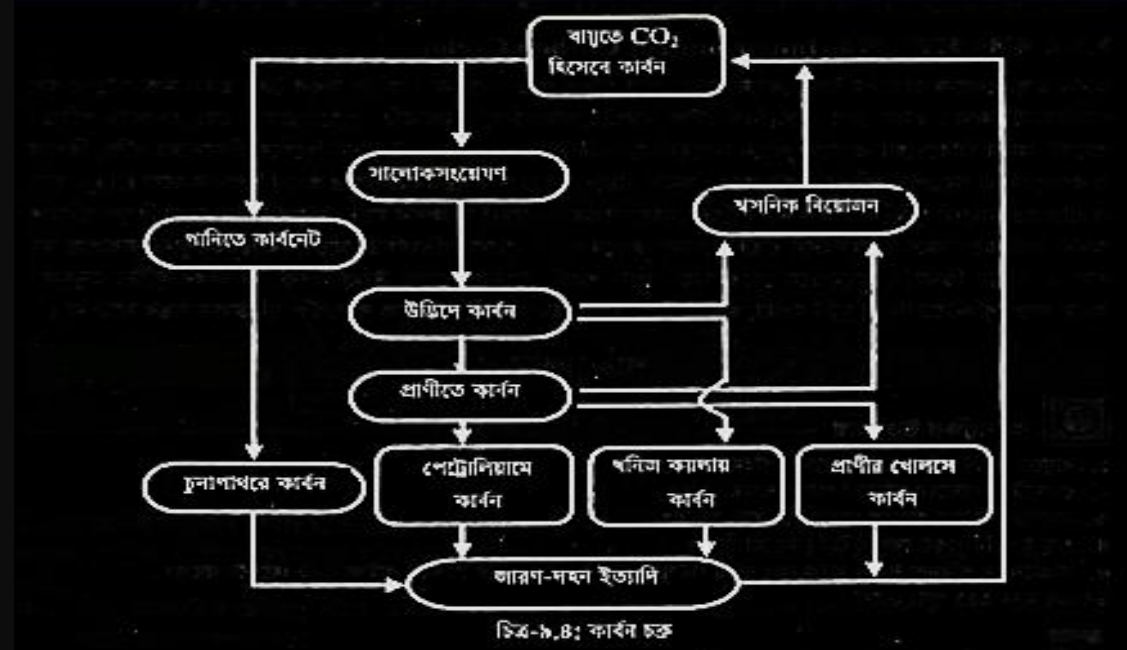 বায়ুতে CO₂
হিসেবে কার্বন
সালোকসংশ্লেষণ
শ্বসনিক বিয়োজন
পানিতে কার্বনেট
উদ্ভিদে কার্বন
প্রাণীতে কার্বন
চুনাপাথরে কার্বন
পেট্রোলিয়ামে
কার্বন
খনিজ কয়লায়
কার্বন
প্রাণীর খোলসে
কার্বন
জারণ-দহন ইত্যাদি
চিত্র-৯.৪: কার্বন চক্র